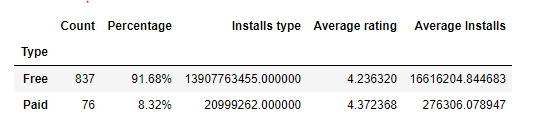 Count Percentage Installs type Average rating Average Installs
Type
Free 837 91.68% 13907763455.000000 4.236320 16616204.844683
Paid 76 8.32% 20999262.000000 4.372368 276306.078947